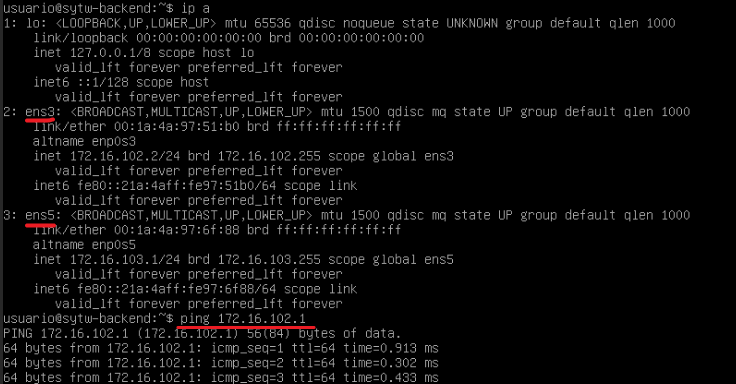 usuario@sytw-backend:~$ ip a
1: lo: <LOOPBACK,UP,LOWER_UP> mtu 65536 qdisc noqueue state UNKNOWN group default qlen 1000
link/loopback 00:00:00:00:00:00 brd 00:00:00:00:00:00
inet 127.0.0.1/8 scope host lo
valid_lft forever preferred_lft forever
inet6 ::1/128 scope host
valid_lft forever preferred_lft forever
2: ens3: <BROADCAST,MULTICAST,UP,LOWER_UP> mtu 1500 qdisc mq state UP group default qlen 1000
link/ether 00:1a:4a:97:51:b0 brd ff:ff:ff:ff:ff:ff
altname enp0s3
inet 172.16.102.2/24 brd 172.16.102.255 scope global ens3
valid_lft forever preferred_lft forever
inet6 fe80::21a:4aff:fe97:51b0/64 scope link
valid_lft forever preferred_lft forever
3: ens5: <BROADCAST,MULTICAST,UP,LOWER_UP> mtu 1500 qdisc mq state UP group default qlen 1000
link/ether 00:1a:4a:97:6f:88 brd ff:ff:ff:ff:ff:ff
altname enp0s5
inet 172.16.103.1/24 brd 172.16.103.255 scope global ens5
valid_lft forever preferred_lft forever
inet6 fe80::21a:4aff:fe97:6f88/64 scope link
valid_lft forever preferred_lft forever
usuario@sytw-backend:~$ ping 172.16.102.1
PING 172.16.102.1 (172.16.102.1) 56(84) bytes of data.
64 bytes from 172.16.102.1: icmp_seq=1 ttl=64 time=0.913 ms
64 bytes from 172.16.102.1: icmp_seq=2 ttl=64 time=0.302 ms
64 bytes from 172.16.102.1: icmp_seq=3 ttl=64 time=0.433 ms